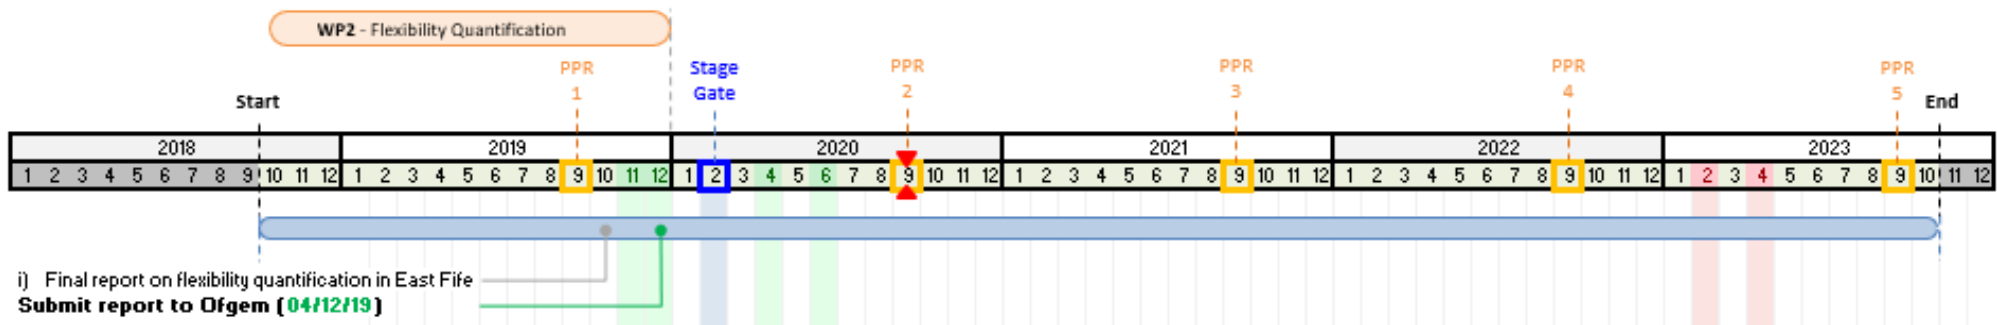 WP2 - Flexibility Quantification
PPR
1
Stage
Gate
PPR
2
PPR
3
PPR
4
PPR
5
Start
End
2018 2019 2020 2021 2022 2023
1 2 3 4 5 6 7 8 9 10 11 12 1 2 3 4 5 6 7 8 9 10 11 12 1 2 3 4 5 6 7 8 9 10 11 12 1 2 3 4 5 6 7 8 9 10 11 12 1 2 3 4 5 6 7 8 9 10 11 12 1 2 3 4 5 6 7 8 9 10 11 12
i) Final report on flexibility quantification in East Fife
Submit report to Ofgem (04/12/19)